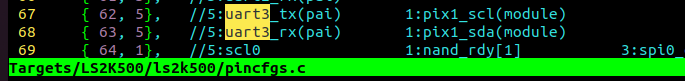 67    { 62, 5},  //5:uart3_tx(pai)    1:pix1_scl(module)
68    { 63, 5},  //5:uart3_rx(pai)    1:pix1_sda(module)
69    { 64, 1},  //5:scl0    1:nand_rdy[1]    3:spi0_
Targets/LS2K500/ls2k500/pincfgs.c